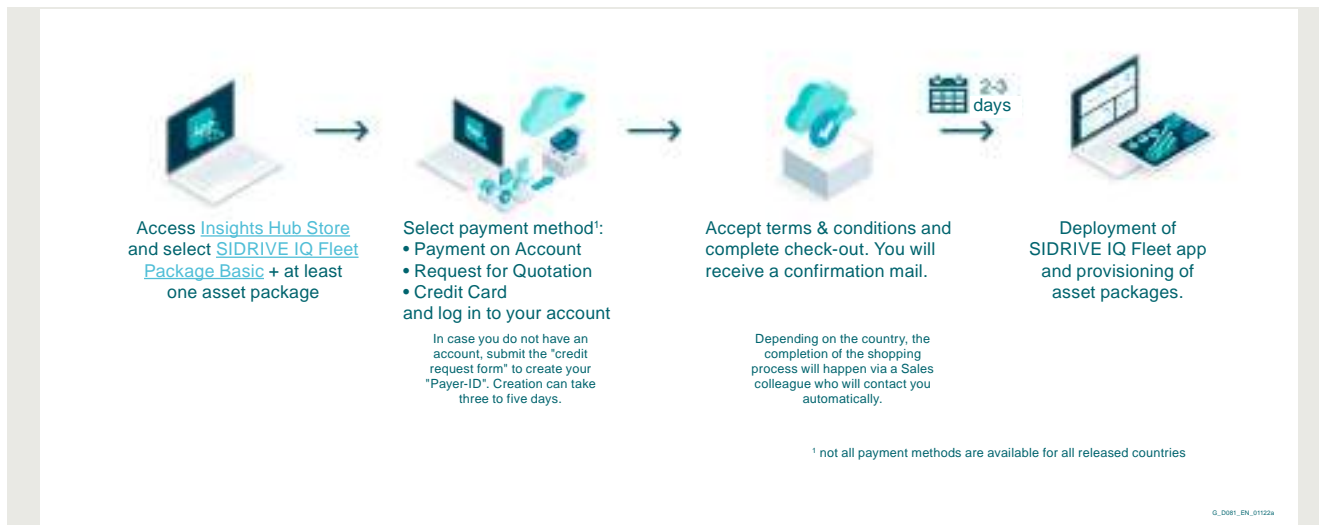 2-3
days
Access Insights Hub Store
and select SIDRIVE IQ Fleet
Package Basic + at least
one asset package
Select payment method¹:
• Payment on Account
• Request for Quotation
• Credit Card
and log in to your account
In case you do not have an
account, submit the "credit
request form" to create your
"Payer-ID". Creation can take
three to five days.
Accept terms & conditions and
complete check-out. You will
receive a confirmation mail.
Depending on the country, the
completion of the shopping
process will happen via a Sales
colleague who will contact you
automatically.
Deployment of
SIDRIVE IQ Fleet app
and provisioning of
asset packages.
¹ not all payment methods are available for all released countries
G_D081_EN_01122a